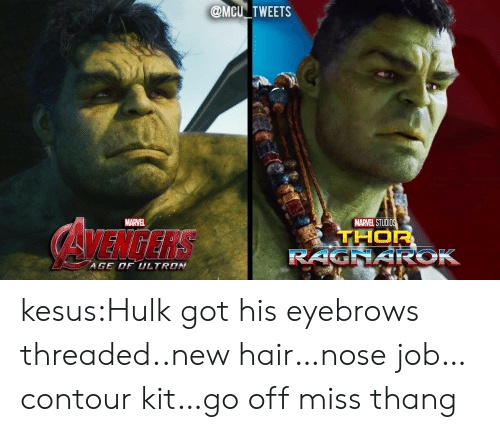 @MCU_TWEETS
MARVEL
AVENGERS
AGE OF ULTRON
MARVEL STUDIOS
THOR
RAGNAROK
kesus:Hulk got his eyebrows
threaded..new hair…nose job…
contour kit…go off miss thang